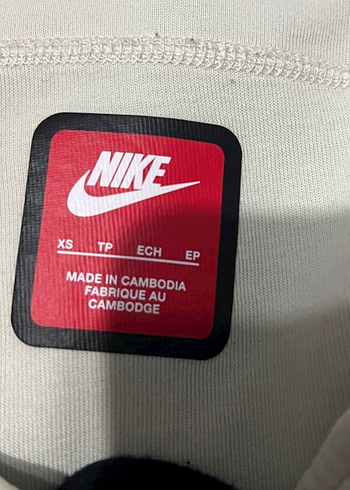 NIKE
XS TP ECH EP
MADE IN CAMBODIA
FABRIQUE AU
CAMBODGE